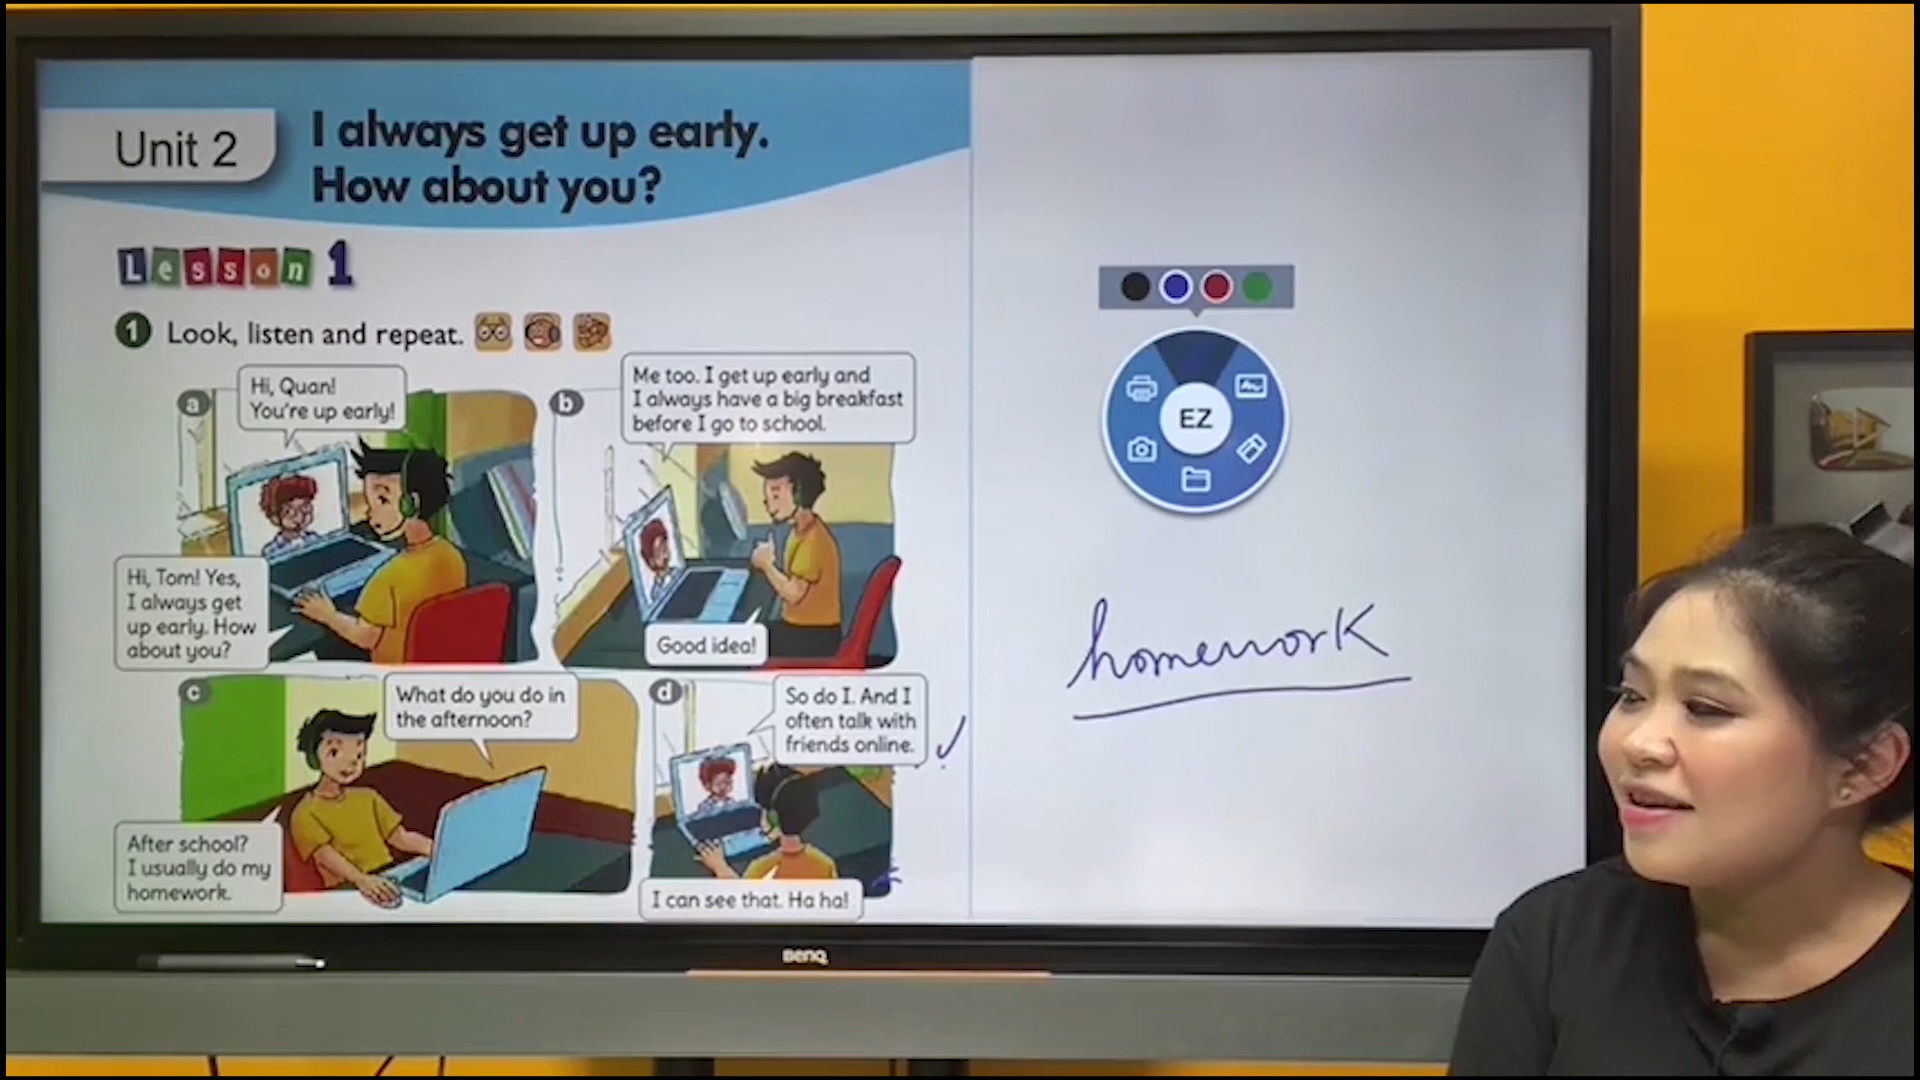 Unit 2
I always get up early.
How about you?
Lesson 1
1 Look, listen and repeat.
a
Hi, Quan!
You're up early!
Hi, Tom! Yes,
I always get
up early. How
about you?
b
Me too. I get up early and
I always have a big breakfast
before I go to school.
Good idea!
c
What do you do in
the afternoon?
After school?
I usually do my
homework.
d
So do I. And I
often talk with
friends online.
I can see that. Ha ha!
EZ
homework
BenQ